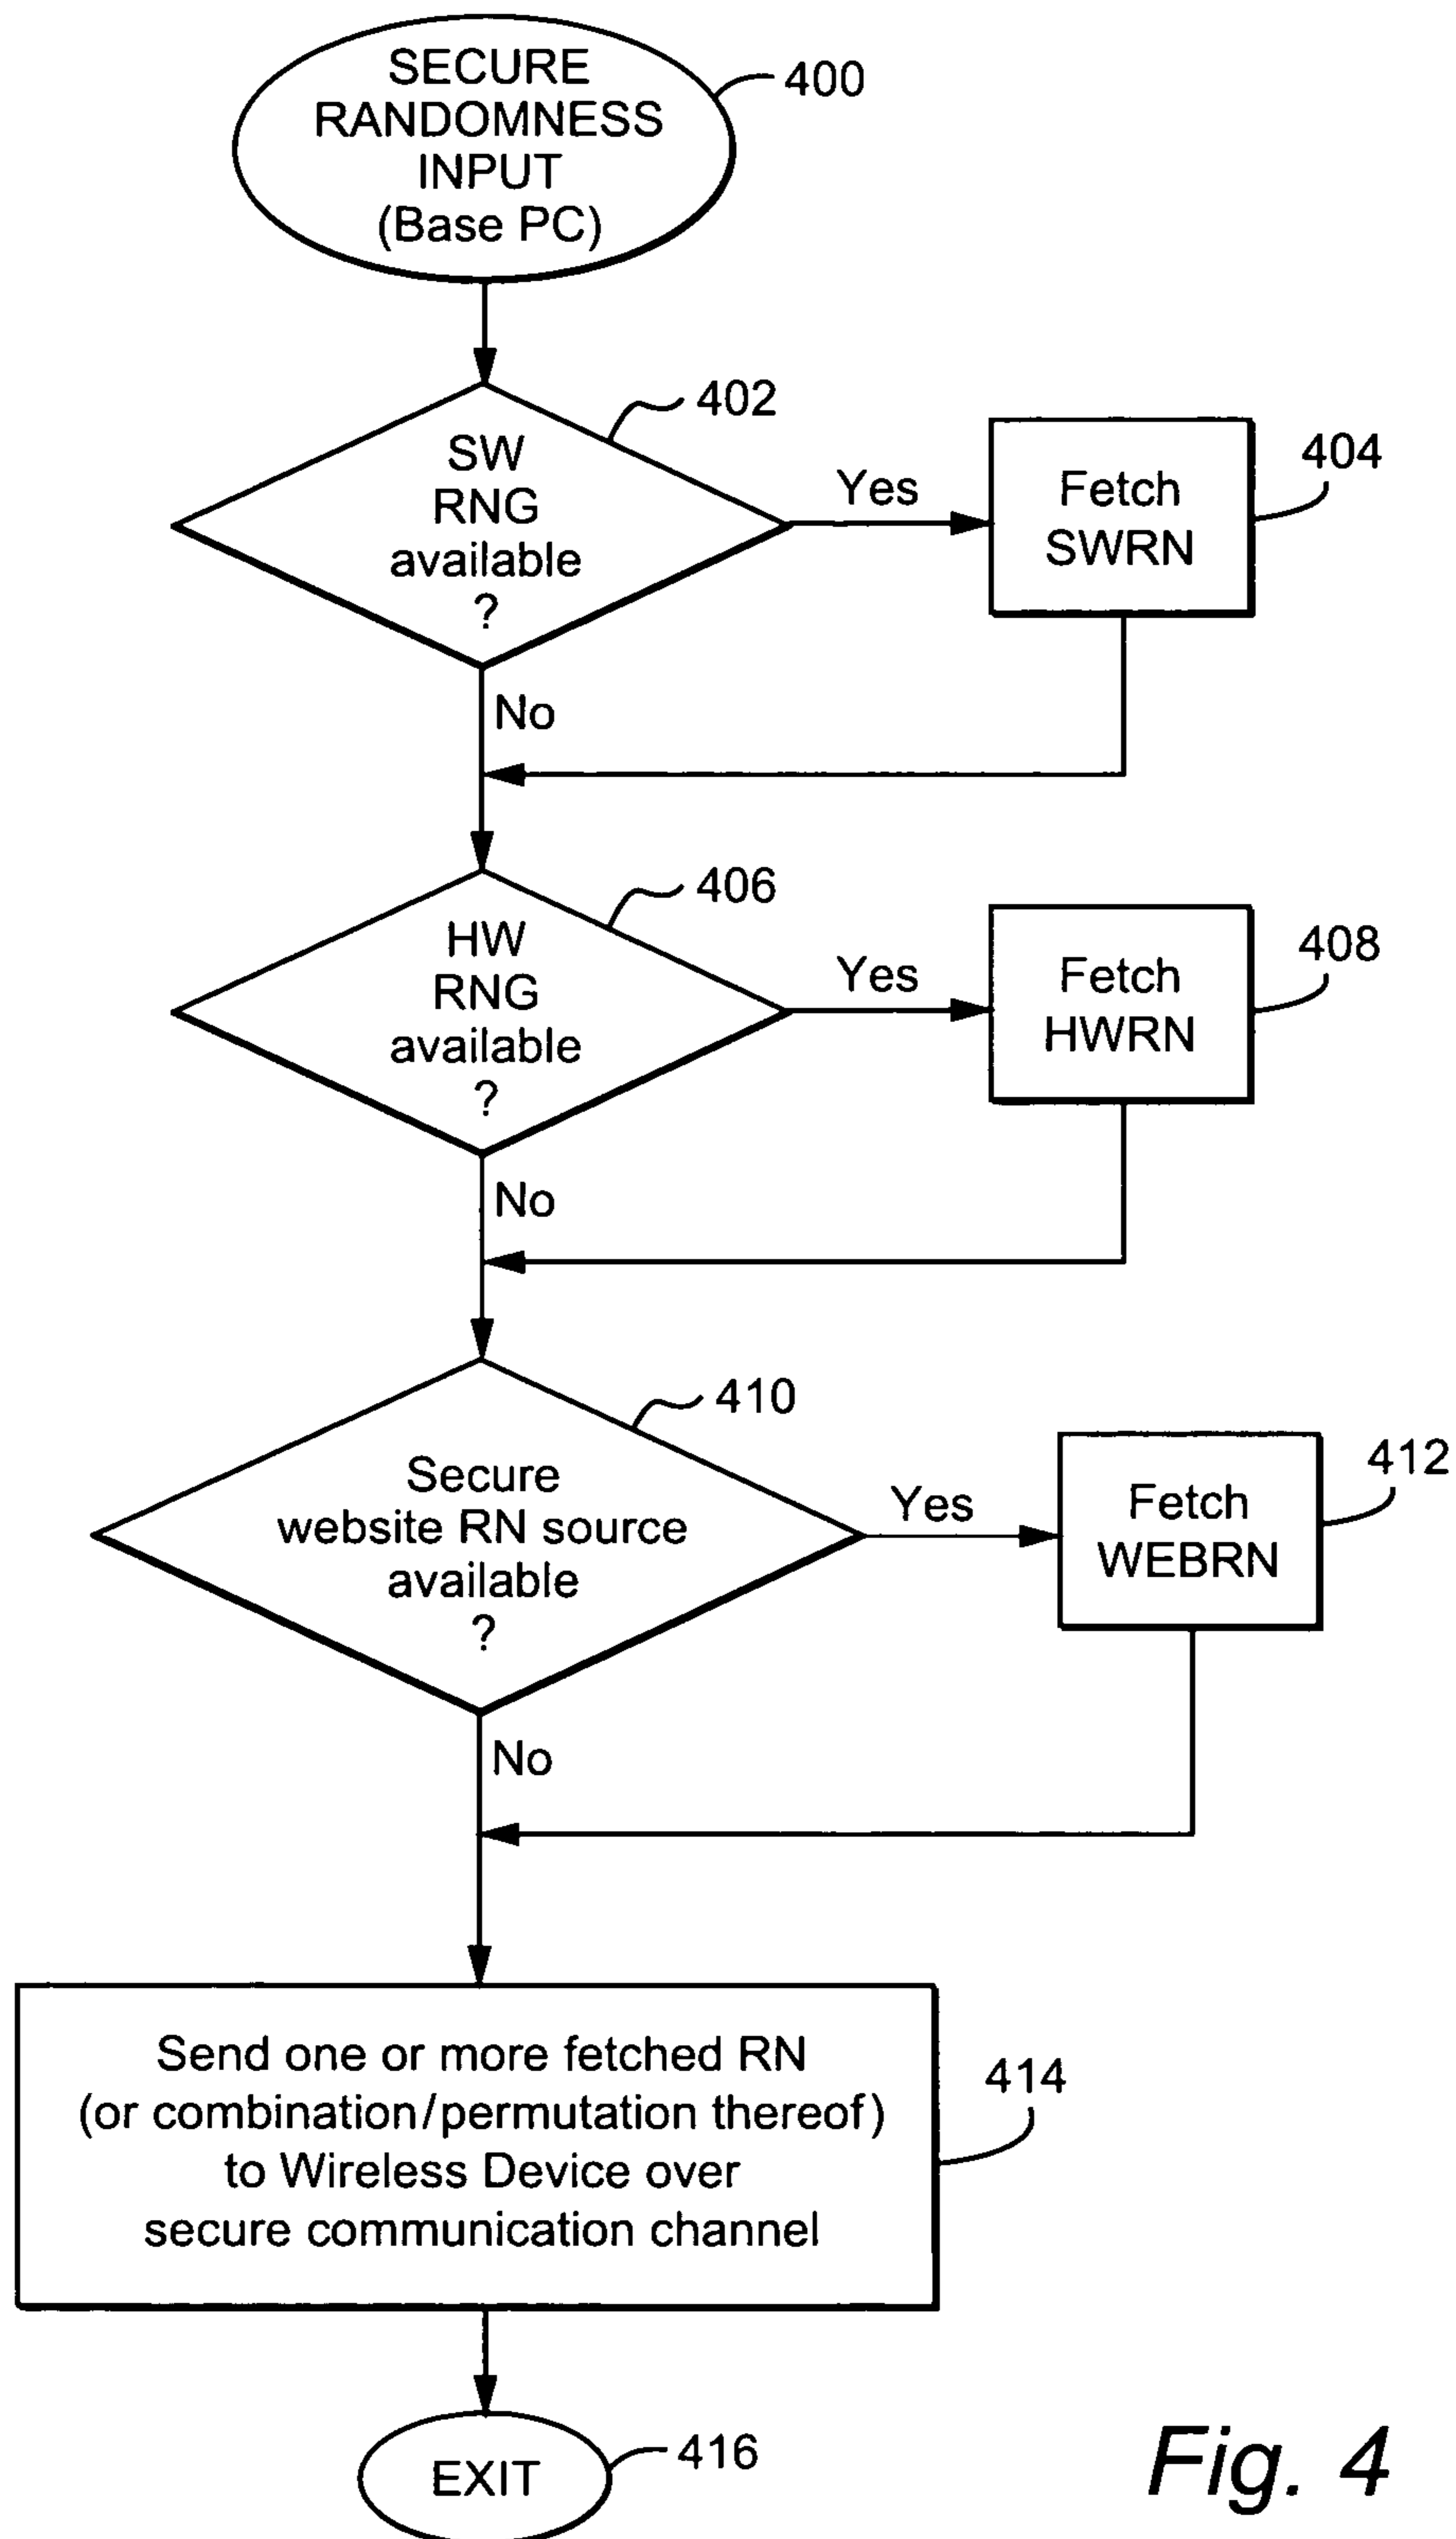 SECURE
RANDOMNESS
INPUT
(Base PC)
400
402
SW
RNG
available
?
Yes
Fetch
SWRN
404
No
406
HW
RNG
available
?
Yes
Fetch
HWRN
408
No
410
Secure
website RN source
available
?
Yes
Fetch
WEBRN
412
No
Send one or more fetched RN
(or combination/permutation thereof)
to Wireless Device over
secure communication channel
414
EXIT
416
Fig. 4